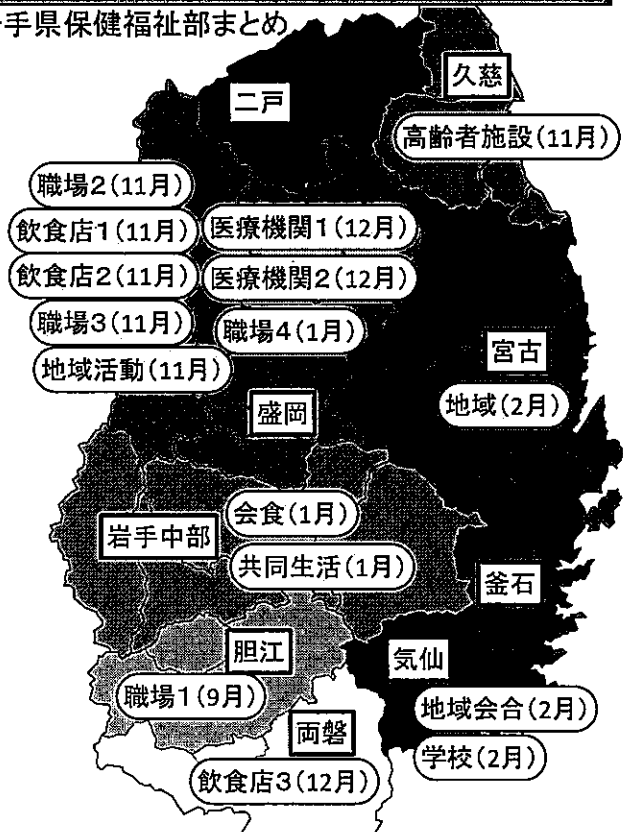 手県保健福祉部まとめ
久慈
二戸
高齢者施設(11月)
職場2(11月)
飲食店1(11月)
医療機関1(12月)
飲食店2(11月)
医療機関2(12月)
職場3(11月)
職場4(1月)
地域活動(11月)
宮古
地域(2月)
盛岡
会食(1月)
岩手中部
共同生活(1月)
釜石
胆江
気仙
職場1(9月)
地域会合(2月)
両磐
学校(2月)
飲食店3(12月)